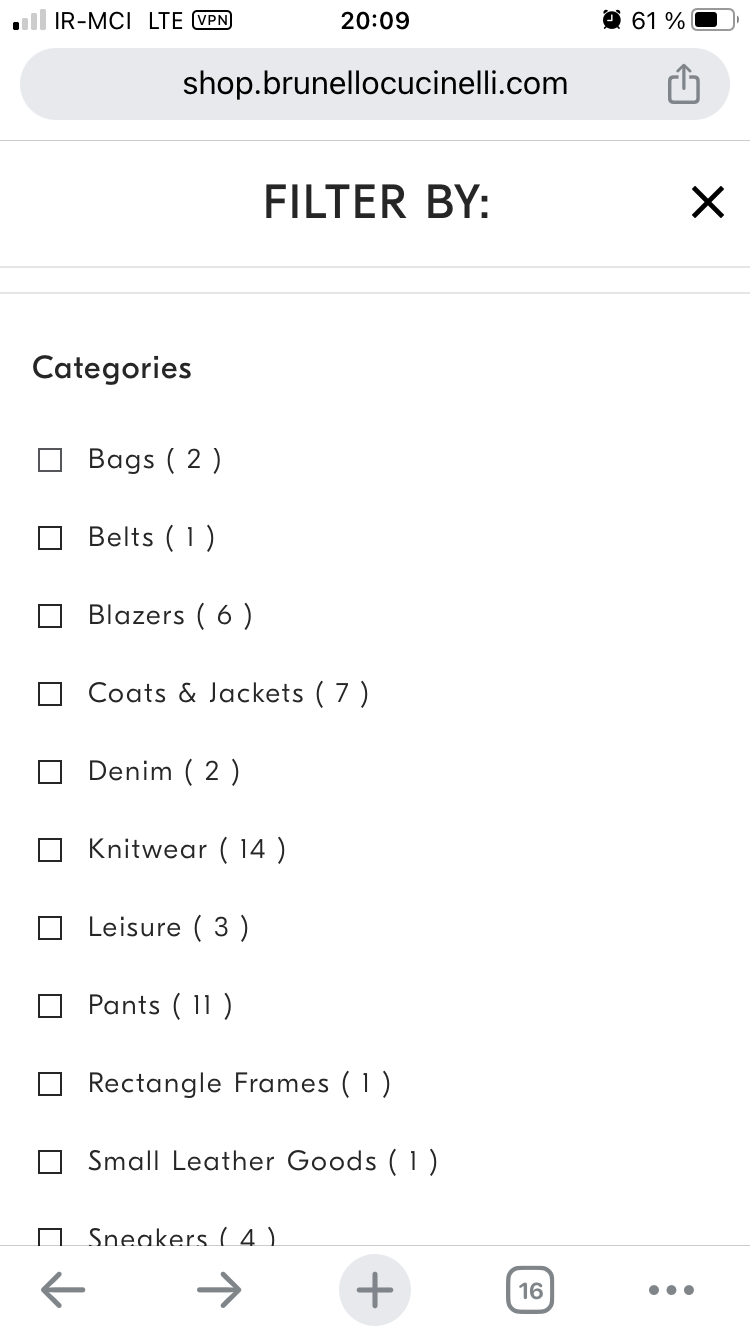 IR-MCI LTE VPN 20:09 61 %
shop.brunellocucinelli.com
FILTER BY:
Categories
Bags ( 2 )
Belts ( 1 )
Blazers ( 6 )
Coats & Jackets ( 7 )
Denim ( 2 )
Knitwear ( 14 )
Leisure ( 3 )
Pants ( 11 )
Rectangle Frames ( 1 )
Small Leather Goods ( 1 )
Sneakers ( 4 )
16